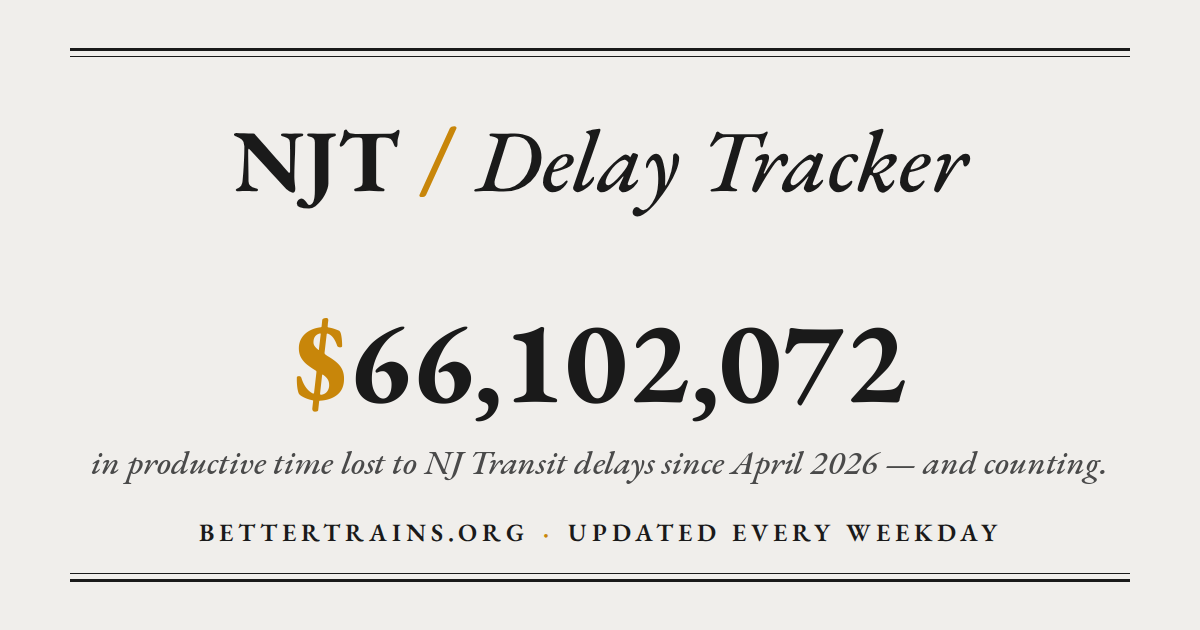 NJT / Delay Tracker
$66,102,072
in productive time lost to NJ Transit delays since April 2026 — and counting.
BETTERTRAINS.ORG · UPDATED EVERY WEEKDAY